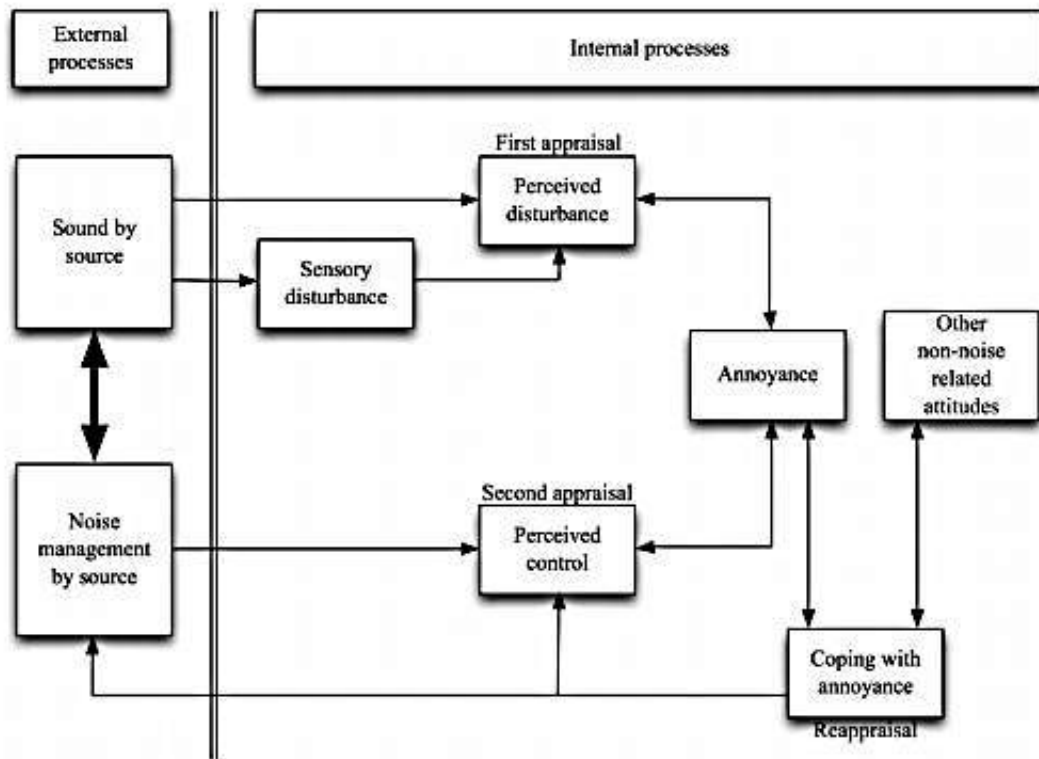 External
processes
Internal processes
First appraisal
Perceived
disturbance
Sound by
source
Sensory
disturbance
Annoyance
Other
non-noise
related
attitudes
Second appraisal
Perceived
control
Noise
management
by source
Coping with
annoyance
Reappraisal